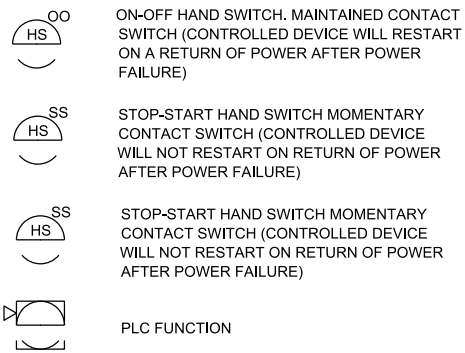 OO
HS
ON-OFF HAND SWITCH. MAINTAINED CONTACT
SWITCH (CONTROLLED DEVICE WILL RESTART
ON A RETURN OF POWER AFTER POWER
FAILURE)
SS
HS
STOP-START HAND SWITCH MOMENTARY
CONTACT SWITCH (CONTROLLED DEVICE
WILL NOT RESTART ON RETURN OF POWER
AFTER POWER FAILURE)
SS
HS
STOP-START HAND SWITCH MOMENTARY
CONTACT SWITCH (CONTROLLED DEVICE
WILL NOT RESTART ON RETURN OF POWER
AFTER POWER FAILURE)
PLC FUNCTION